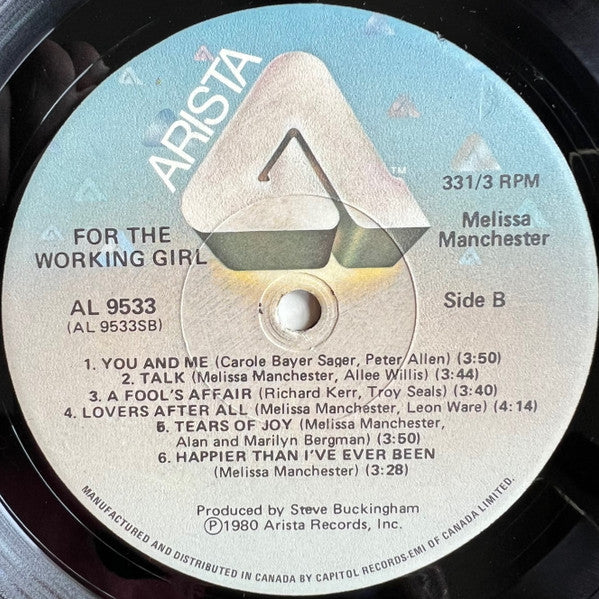 ARISTA
TM
331/3 RPM
FOR THE
WORKING GIRL
Melissa
Manchester
AL 9533
(AL 9533SB)
Side B
1. YOU AND ME (Carole Bayer Sager, Peter Allen) (3:50)
2. TALK (Melissa Manchester, Allee Willis) (3:44)
3. A FOOL'S AFFAIR (Richard Kerr, Troy Seals) (3:40)
4. LOVERS AFTER ALL (Melissa Manchester, Leon Ware) (4:14)
5. TEARS OF JOY (Melissa Manchester,
Alan and Marilyn Bergman) (3:50)
6. HAPPIER THAN I'VE EVER BEEN
(Melissa Manchester) (3:28)
Produced by Steve Buckingham
Ⓟ1980 Arista Records, Inc.
MANUFACTURED AND DISTRIBUTED IN CANADA BY CAPITOL RECORDS-EMI OF CANADA LIMITED.